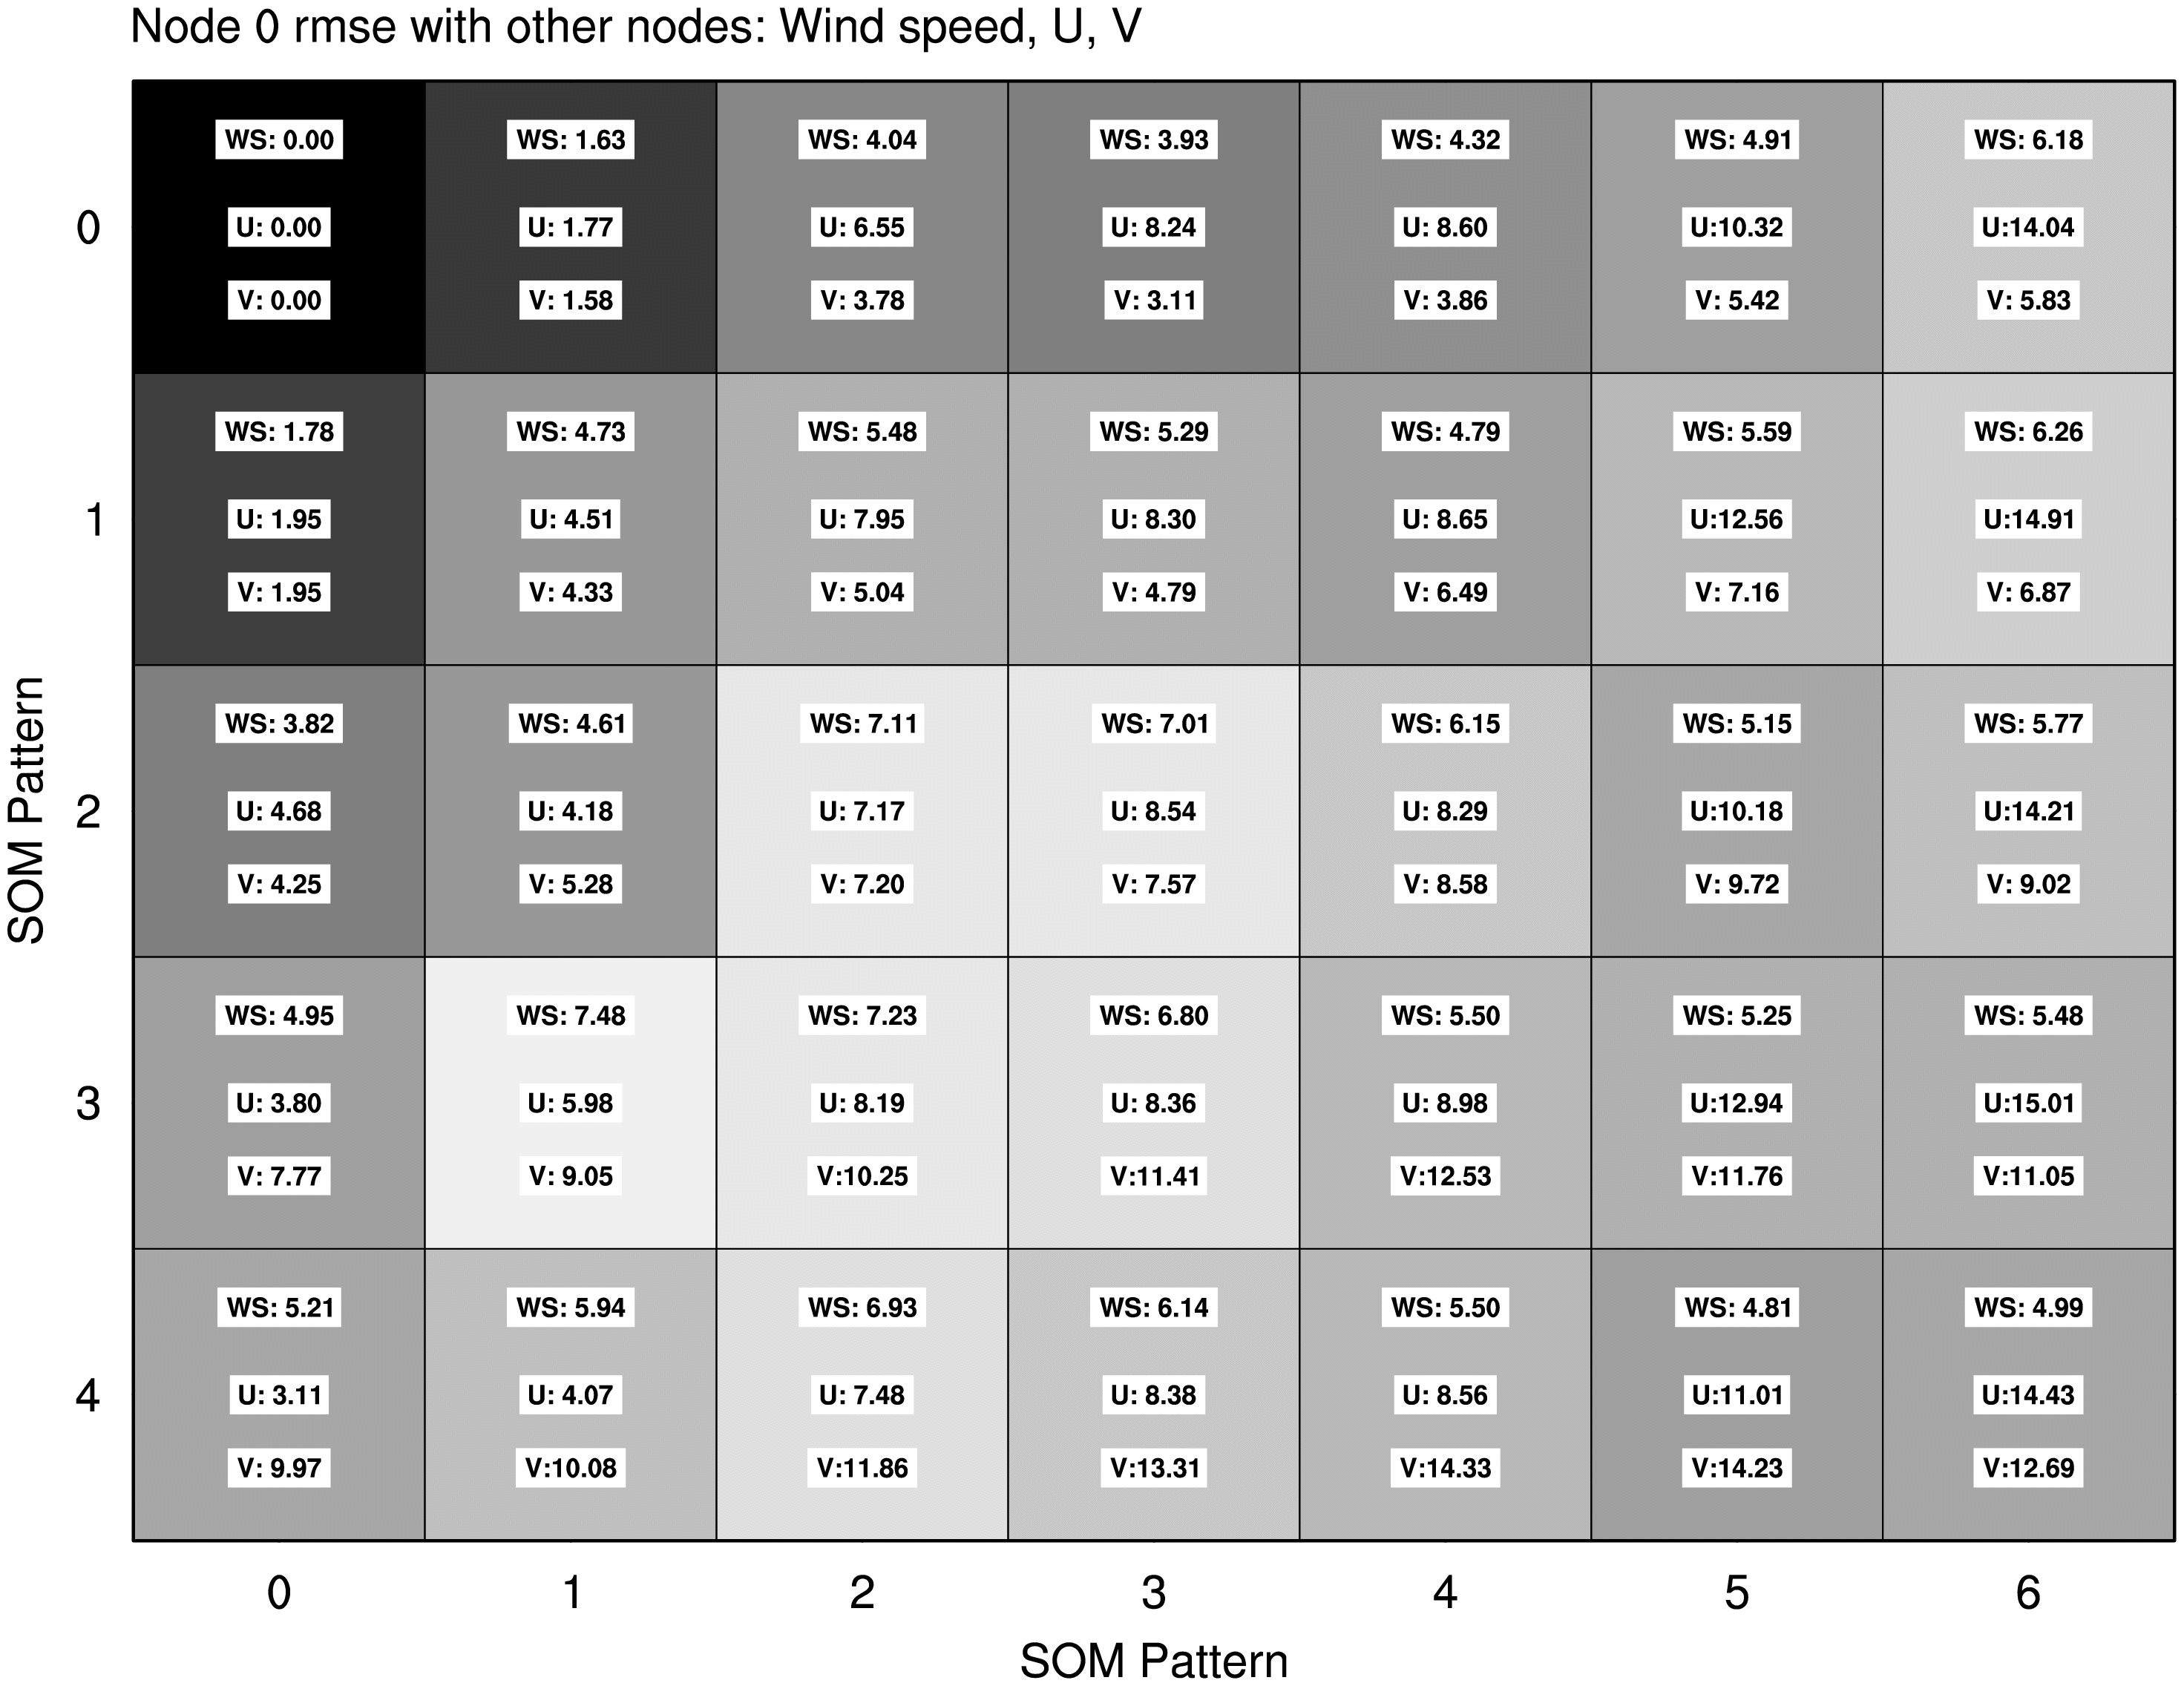 Node 0 rmse with other nodes: Wind speed, U, V
WS: 0.00 WS: 1.63 WS: 4.04 WS: 3.93 WS: 4.32 WS: 4.91 WS: 6.18
0 U: 0.00 U: 1.77 U: 6.55 U: 8.24 U: 8.60 U:10.32 U:14.04
V: 0.00 V: 1.58 V: 3.78 V: 3.11 V: 3.86 V: 5.42 V: 5.83
WS: 1.78 WS: 4.73 WS: 5.48 WS: 5.29 WS: 4.79 WS: 5.59 WS: 6.26
1 U: 1.95 U: 4.51 U: 7.95 U: 8.30 U: 8.65 U:12.56 U:14.91
V: 1.95 V: 4.33 V: 5.04 V: 4.79 V: 6.49 V: 7.16 V: 6.87
SOM Pattern
WS: 3.82 WS: 4.61 WS: 7.11 WS: 7.01 WS: 6.15 WS: 5.15 WS: 5.77
2 U: 4.68 U: 4.18 U: 7.17 U: 8.54 U: 8.29 U:10.18 U:14.21
V: 4.25 V: 5.28 V: 7.20 V: 7.57 V: 8.58 V: 9.72 V: 9.02
WS: 4.95 WS: 7.48 WS: 7.23 WS: 6.80 WS: 5.50 WS: 5.25 WS: 5.48
3 U: 3.80 U: 5.98 U: 8.19 U: 8.36 U: 8.98 U:12.94 U:15.01
V: 7.77 V: 9.05 V:10.25 V:11.41 V:12.53 V:11.76 V:11.05
WS: 5.21 WS: 5.94 WS: 6.93 WS: 6.14 WS: 5.50 WS: 4.81 WS: 4.99
4 U: 3.11 U: 4.07 U: 7.48 U: 8.38 U: 8.56 U:11.01 U:14.43
V: 9.97 V:10.08 V:11.86 V:13.31 V:14.33 V:14.23 V:12.69
0 1 2 3 4 5 6
SOM Pattern